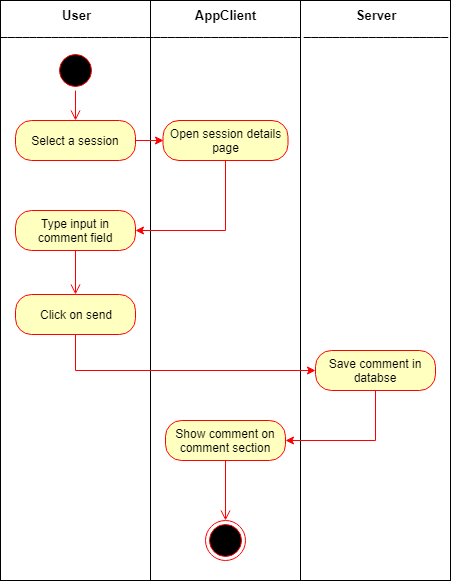 User
AppClient
Server
Select a session
Open session details
page
Type input in
comment field
Click on send
Save comment in
databse
Show comment on
comment section